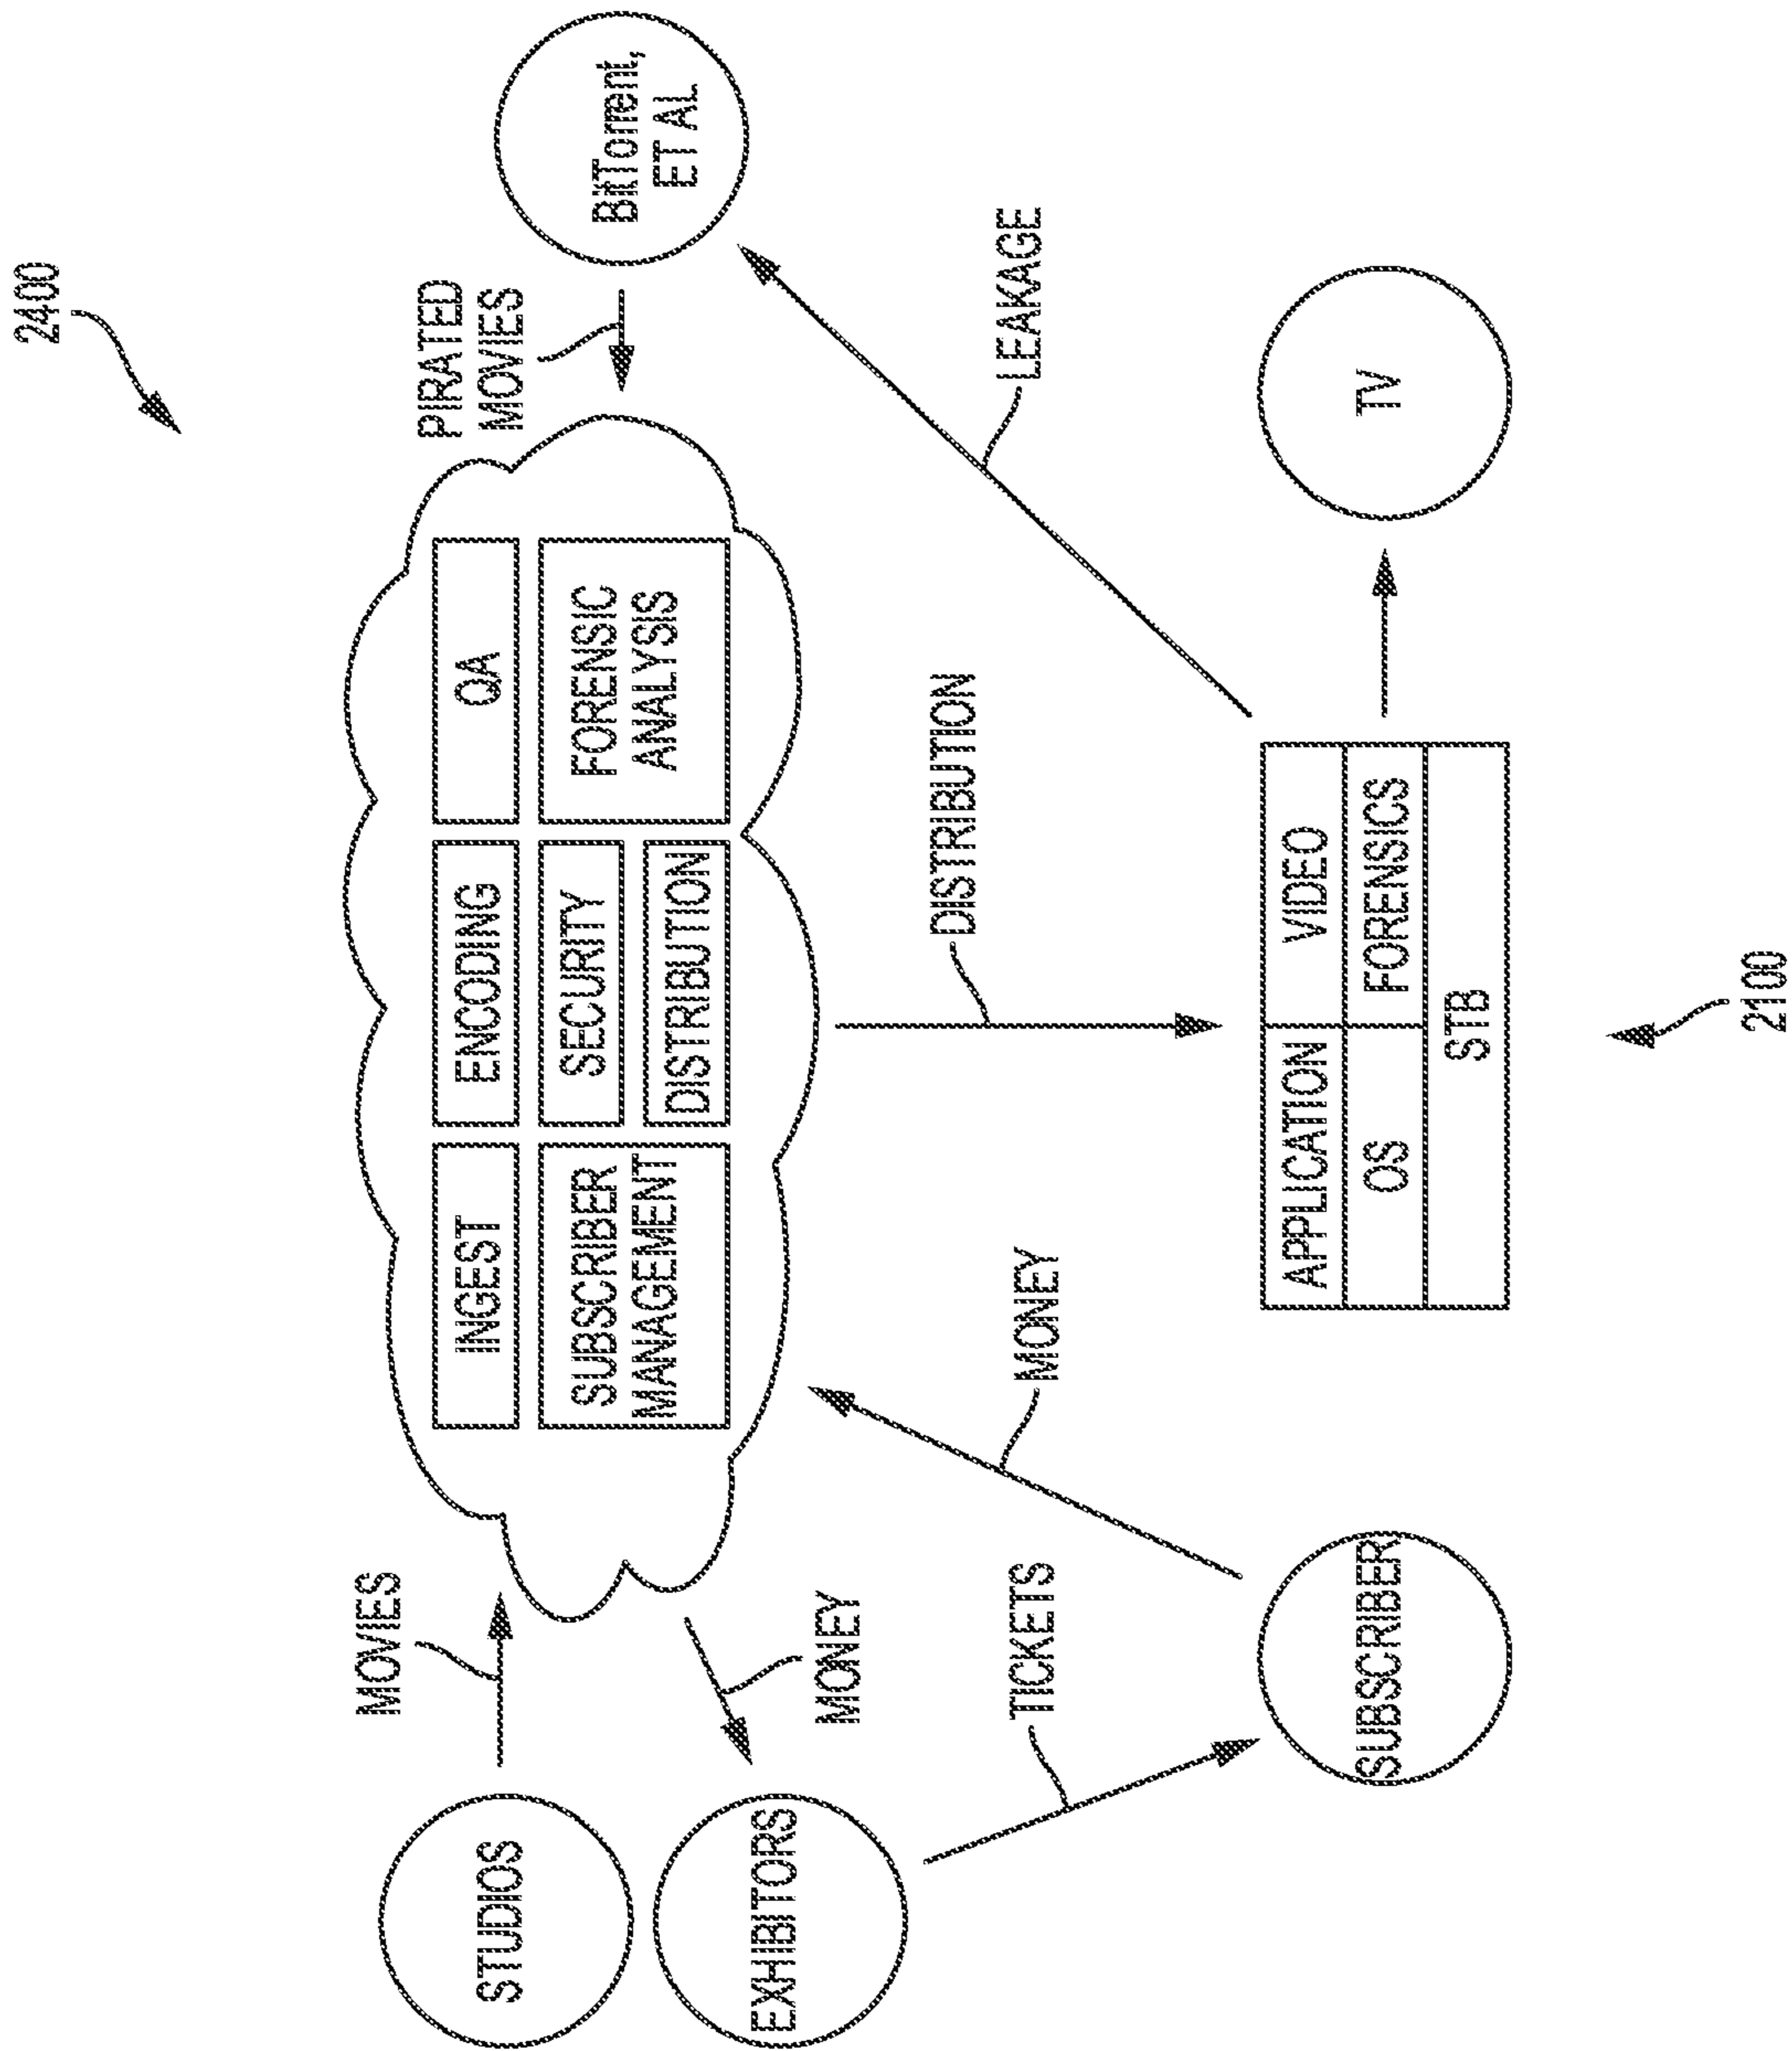 2400
MOVIES
PIRATED
MOVIES
STUDIOS
INGEST
ENCODING
QA
BitTorrent,
ET AL
SUBSCRIBER
MANAGEMENT
SECURITY
DISTRIBUTION
FORENSIC
ANALYSIS
EXHIBITORS
MONEY
TICKETS
MONEY
DISTRIBUTION
LEAKAGE
SUBSCRIBER
APPLICATION
VIDEO
OS
FORENSICS
STB
TV
2100